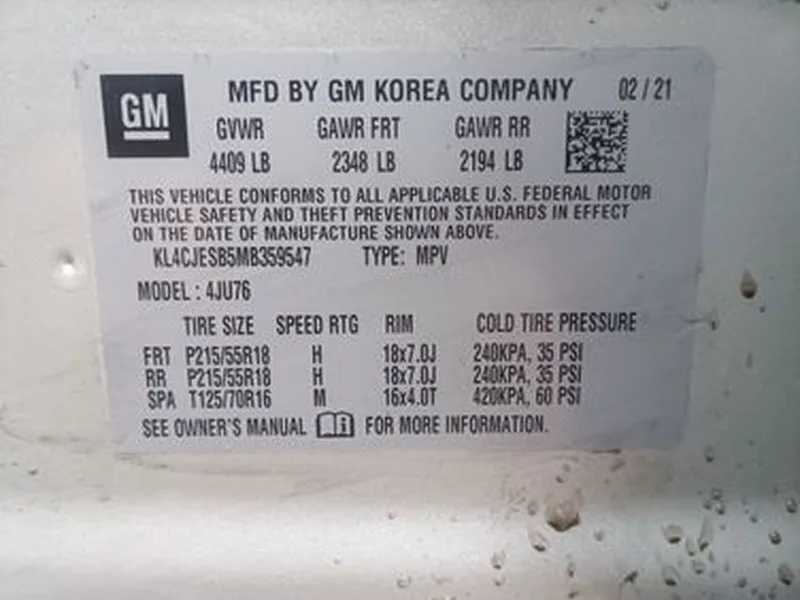 GM
MFD BY GM KOREA COMPANY 02 / 21
GVWR GAWR FRT GAWR RR
4409 LB 2348 LB 2194 LB
THIS VEHICLE CONFORMS TO ALL APPLICABLE U.S. FEDERAL MOTOR
VEHICLE SAFETY AND THEFT PREVENTION STANDARDS IN EFFECT
ON THE DATE OF MANUFACTURE SHOWN ABOVE.
KL4CJESB5MB359547 TYPE: MPV
MODEL : 4JU76
TIRE SIZE SPEED RTG RIM COLD TIRE PRESSURE
FRT P215/55R18 H 18x7.0J 240KPA, 35 PSI
RR P215/55R18 H 18x7.0J 240KPA, 35 PSI
SPA T125/70R16 M 16x4.0T 420KPA, 60 PSI
SEE OWNER'S MANUAL i FOR MORE INFORMATION.